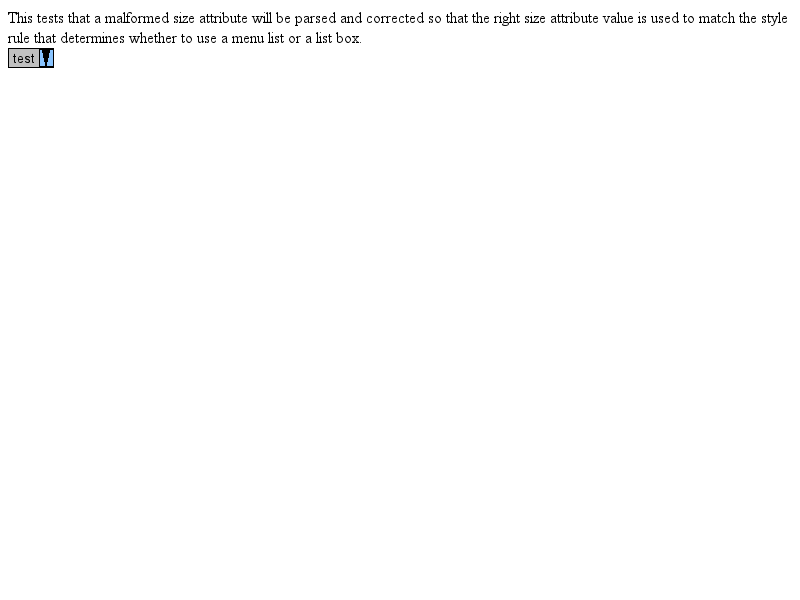 This tests that a malformed size attribute will be parsed and corrected so that the right size attribute value is used to match the style
rule that determines whether to use a menu list or a list box.
test